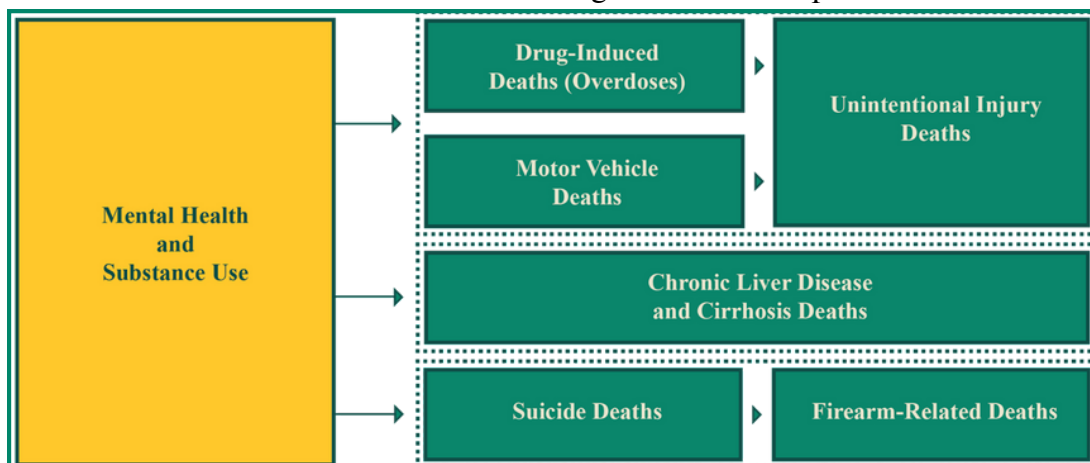 Mental Health
and
Substance Use
Drug-Induced
Deaths (Overdoses)
Motor Vehicle
Deaths
Unintentional Injury
Deaths
Chronic Liver Disease
and Cirrhosis Deaths
Suicide Deaths
Firearm-Related Deaths